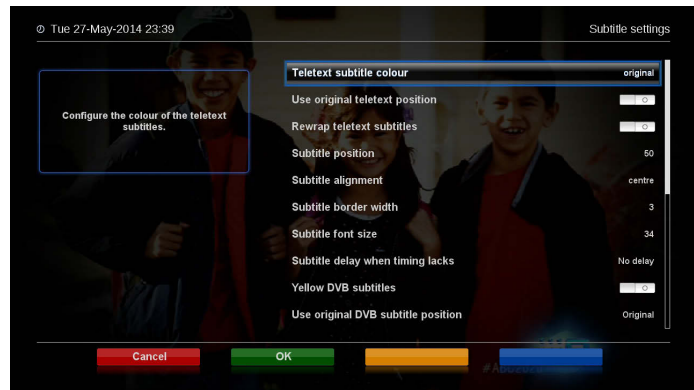 Tue 27-May-2014 23:39
Subtitle settings
Configure the colour of the teletext
subtitles.
Teletext subtitle colour original
Use original teletext position
Rewrap teletext subtitles
Subtitle position 50
Subtitle alignment centre
Subtitle border width 3
Subtitle font size 34
Subtitle delay when timing lacks No delay
Yellow DVB subtitles
Use original DVB subtitle position Original
Cancel
OK